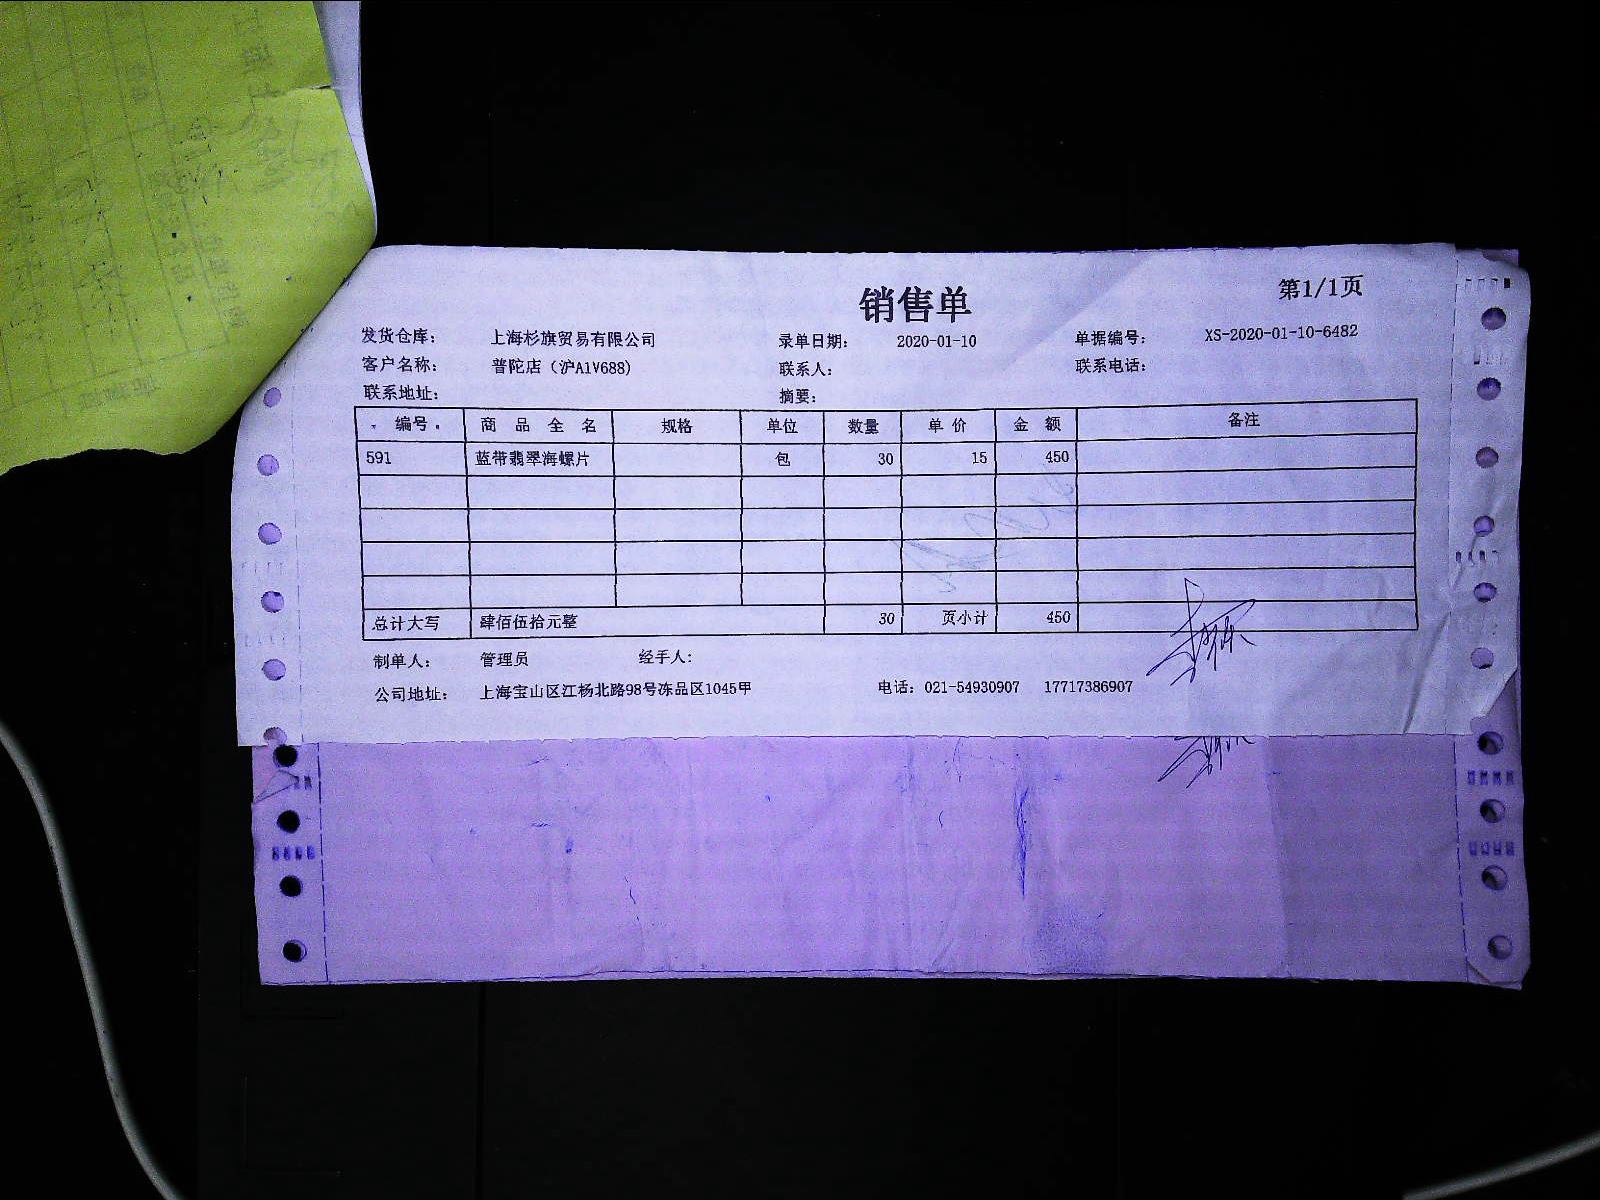 销售单
第1/1页
发货仓库： 上海杉旗贸易有限公司 录单日期： 2020-01-10 单据编号： XS-2020-01-10-6482
客户名称： 普陀店（沪A1V688） 联系人： 联系电话：
联系地址： 摘要：
编号 商品全名 规格 单位 数量 单价 金额 备注
591 蓝带翡翠海螺片 包 30 15 450
总计大写 肆佰伍拾元整 30 页小计 450
制单人： 管理员 经手人：
公司地址： 上海宝山区江杨北路98号冻品区1045甲 电话：021-54930907 17717386907